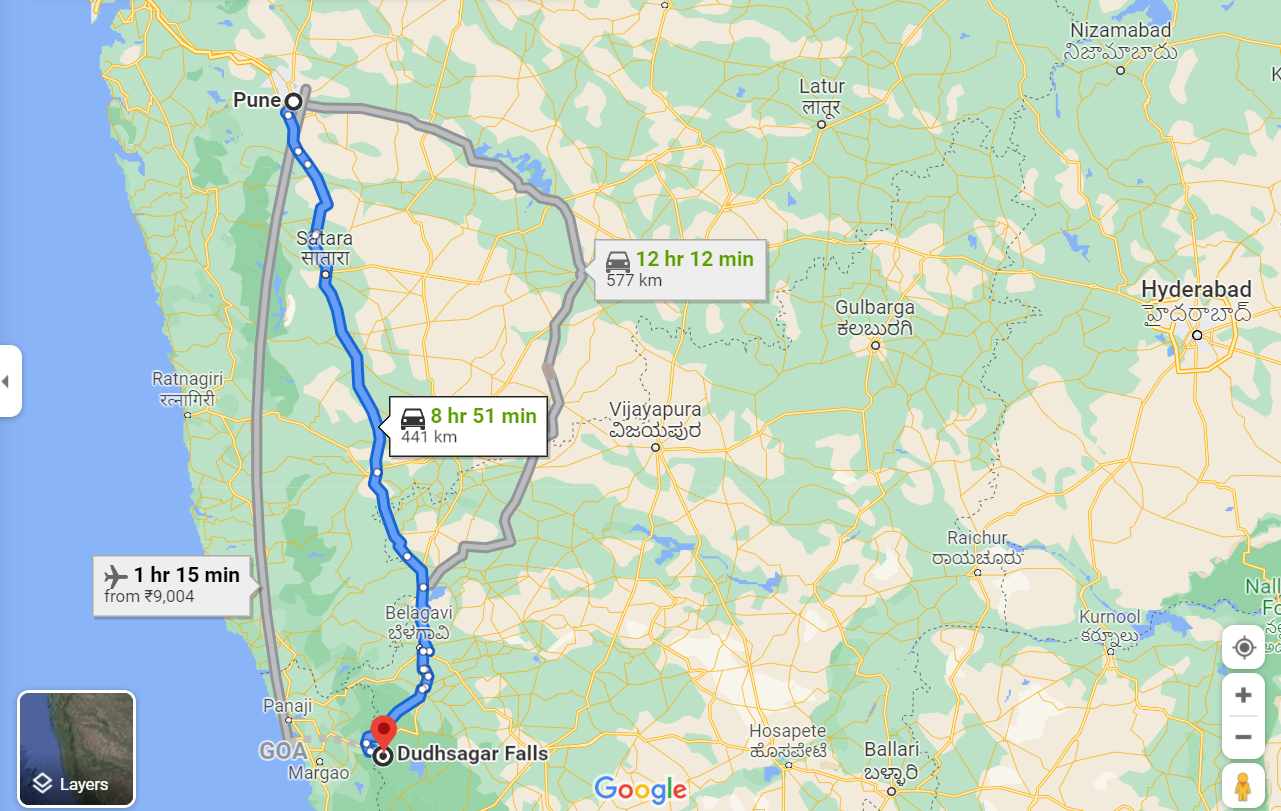 Nizamabad
ನಿಜಾಮಾಬಾದು
Latur
लातूर
Pune
Satara
सातारा
12 hr 12 min
577 km
Hyderabad
హైదరాబాద్
Gulbarga
ಕಲಬುರಗಿ
Ratnagiri
रत्नागिरी
8 hr 51 min
441 km
Vijayapura
ವಿಜಯಪುರ
Raichur
ರಾಯಚೂರು
1 hr 15 min
from ₹9,004
Nall
Fo
Belagavi
ಬೆಳಗಾವಿ
Kurnool
కర్నూలు
Panaji
GOA
Margao
Dudhsagar Falls
Hosapete
ಹೊಸಪೇಟೆ
Ballari
ಬಳ್ಳಾರಿ
Layers
Google